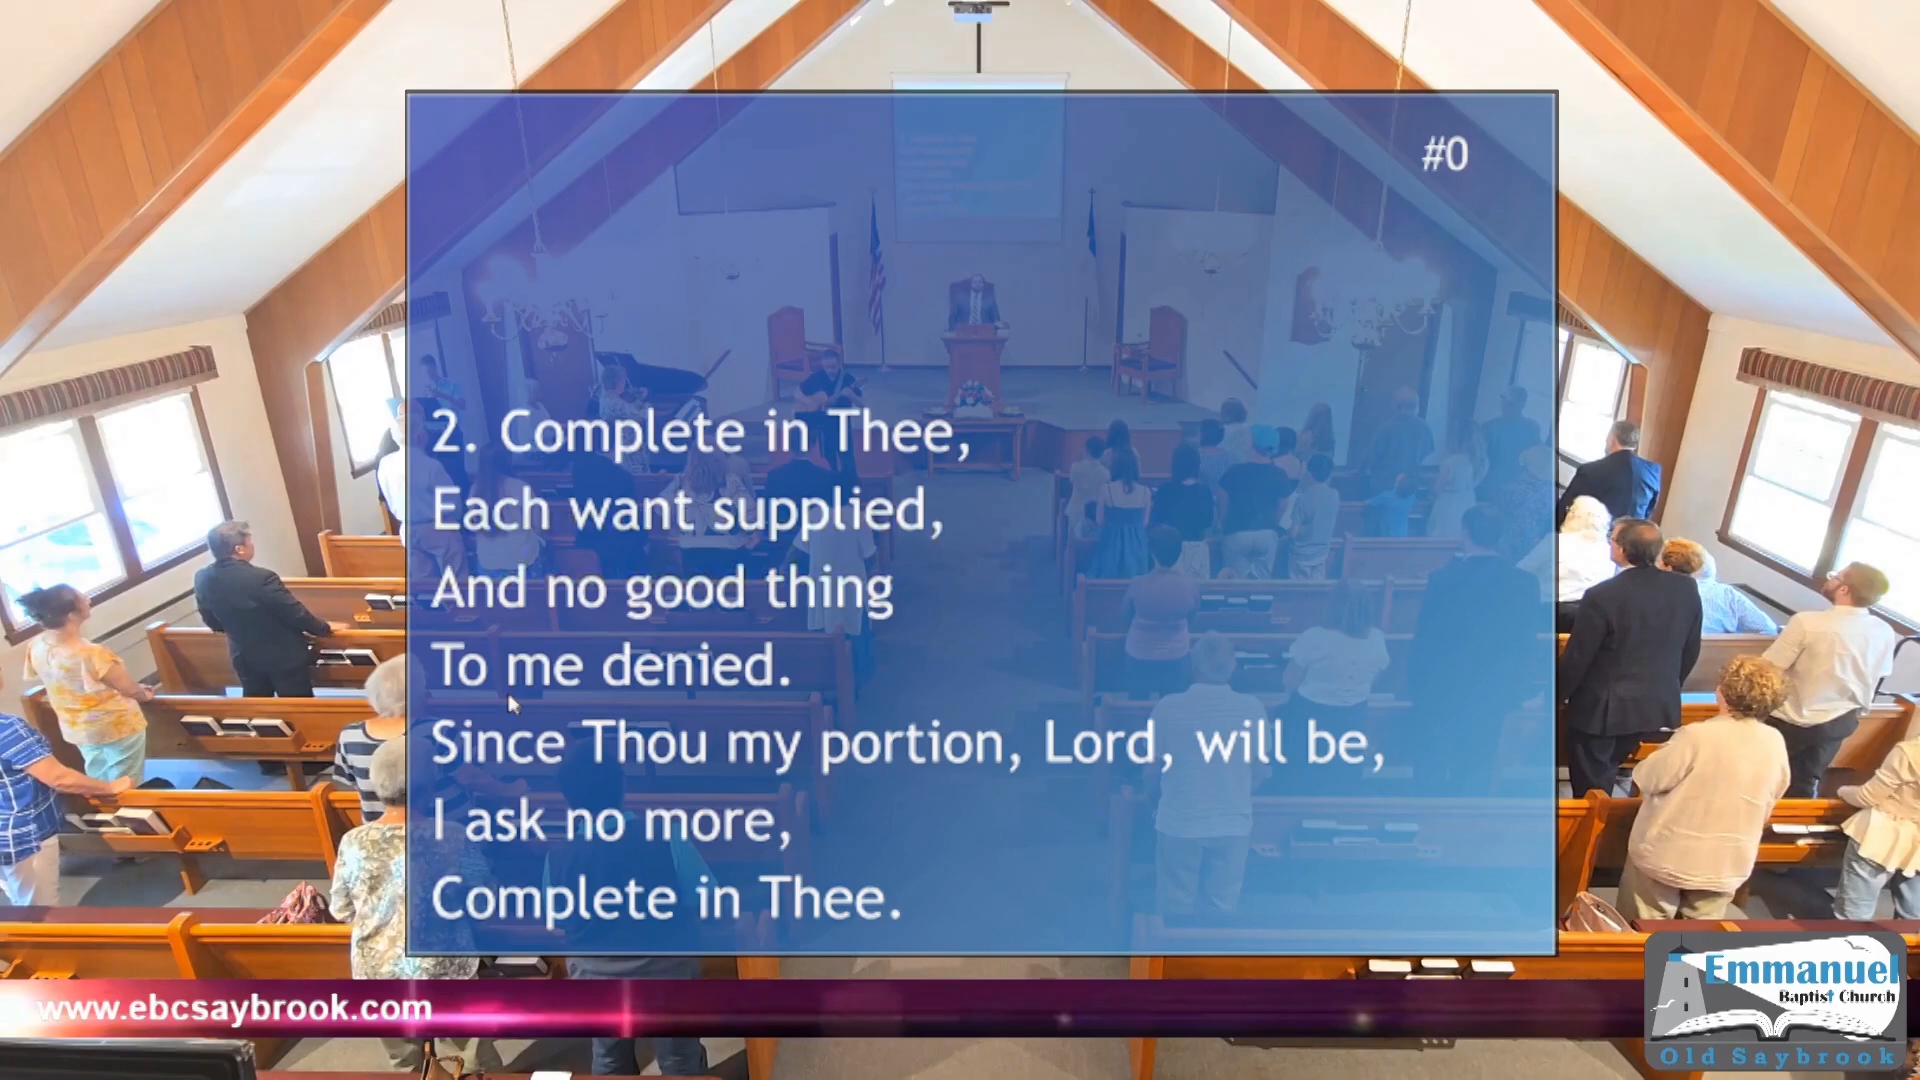 #0
2. Complete in Thee,
Each want supplied,
And no good thing
To me denied.
Since Thou my portion, Lord, will be,
I ask no more,
Complete in Thee.
www.ebcsaybrook.com
Emmanuel
Baptist Church
Old Saybrook